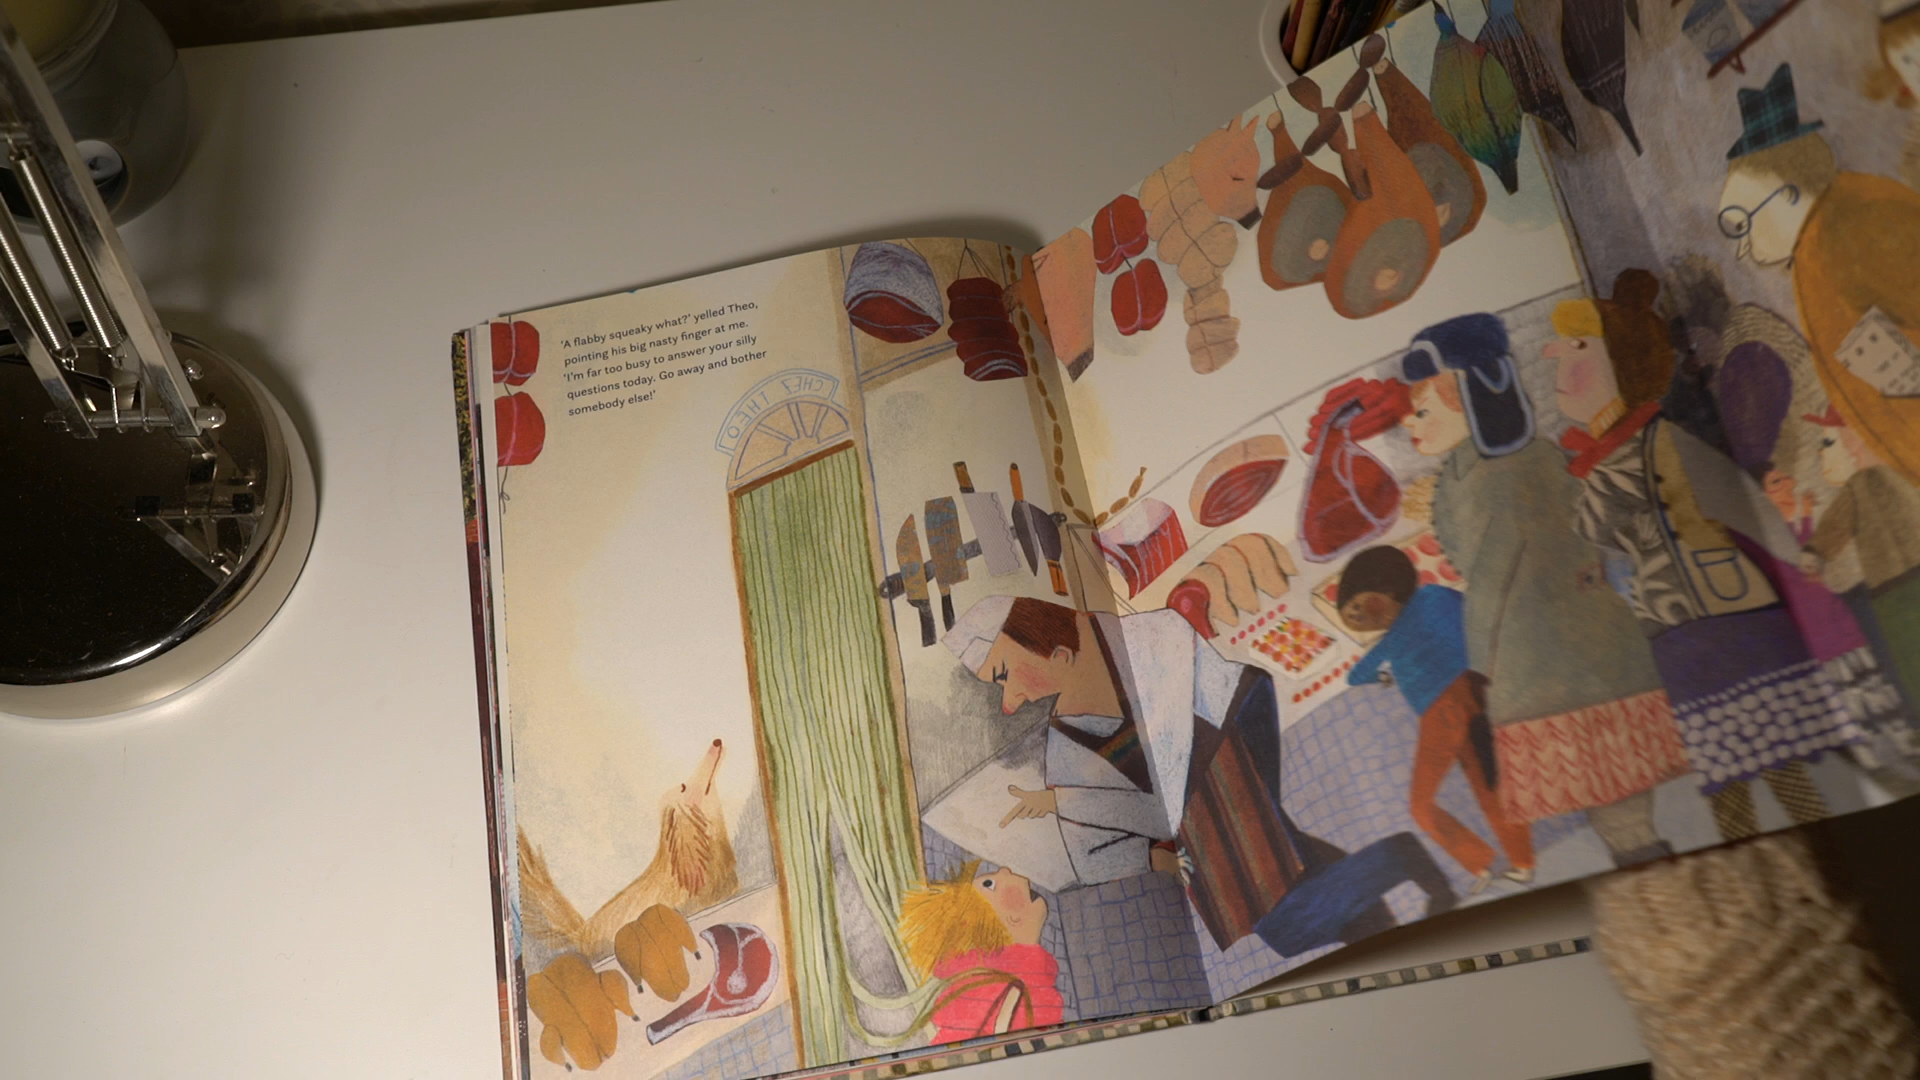 'A flabby squeaky what?' yelled Theo,
pointing his big nasty finger at me.
'I'm far too busy to answer your silly
questions today. Go away and bother
somebody else!'
CHEZ THEO